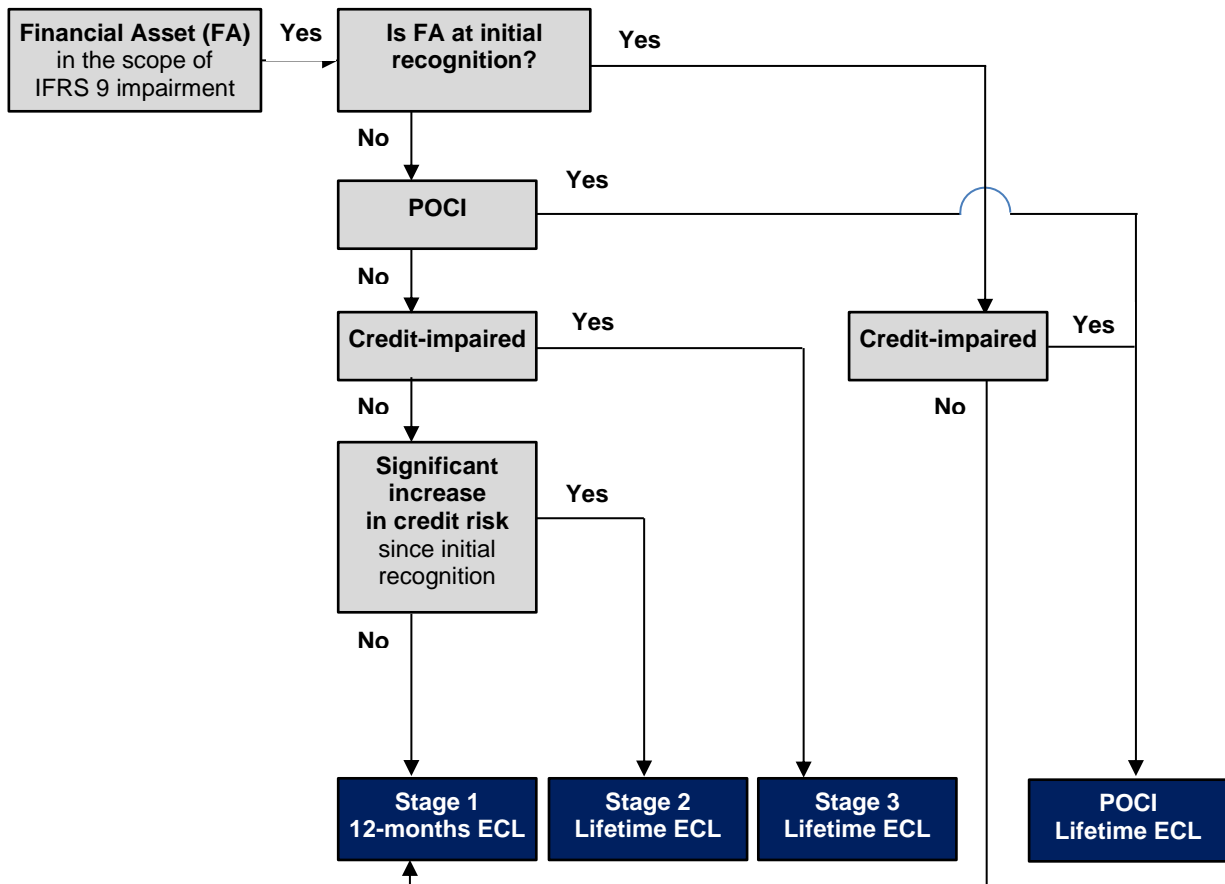 Financial Asset (FA)
in the scope of
IFRS 9 impairment
Yes
Is FA at initial
recognition?
Yes
No
POCI
Yes
No
Credit-impaired
Yes
Credit-impaired
Yes
No
No
Significant
increase
in credit risk
since initial
recognition
Yes
No
Stage 1
12-months ECL
Stage 2
Lifetime ECL
Stage 3
Lifetime ECL
POCI
Lifetime ECL